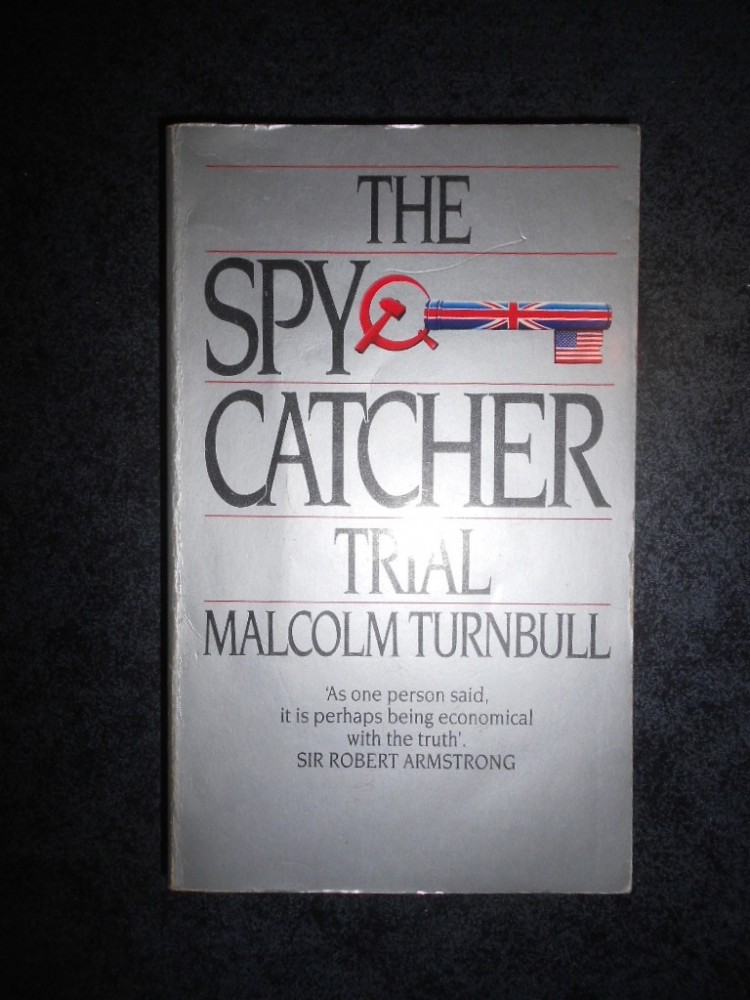 THE
SPY
CATCHER
TRIAL
MALCOLM TURNBULL
'As one person said,
it is perhaps being economical
with the truth'.
SIR ROBERT ARMSTRONG